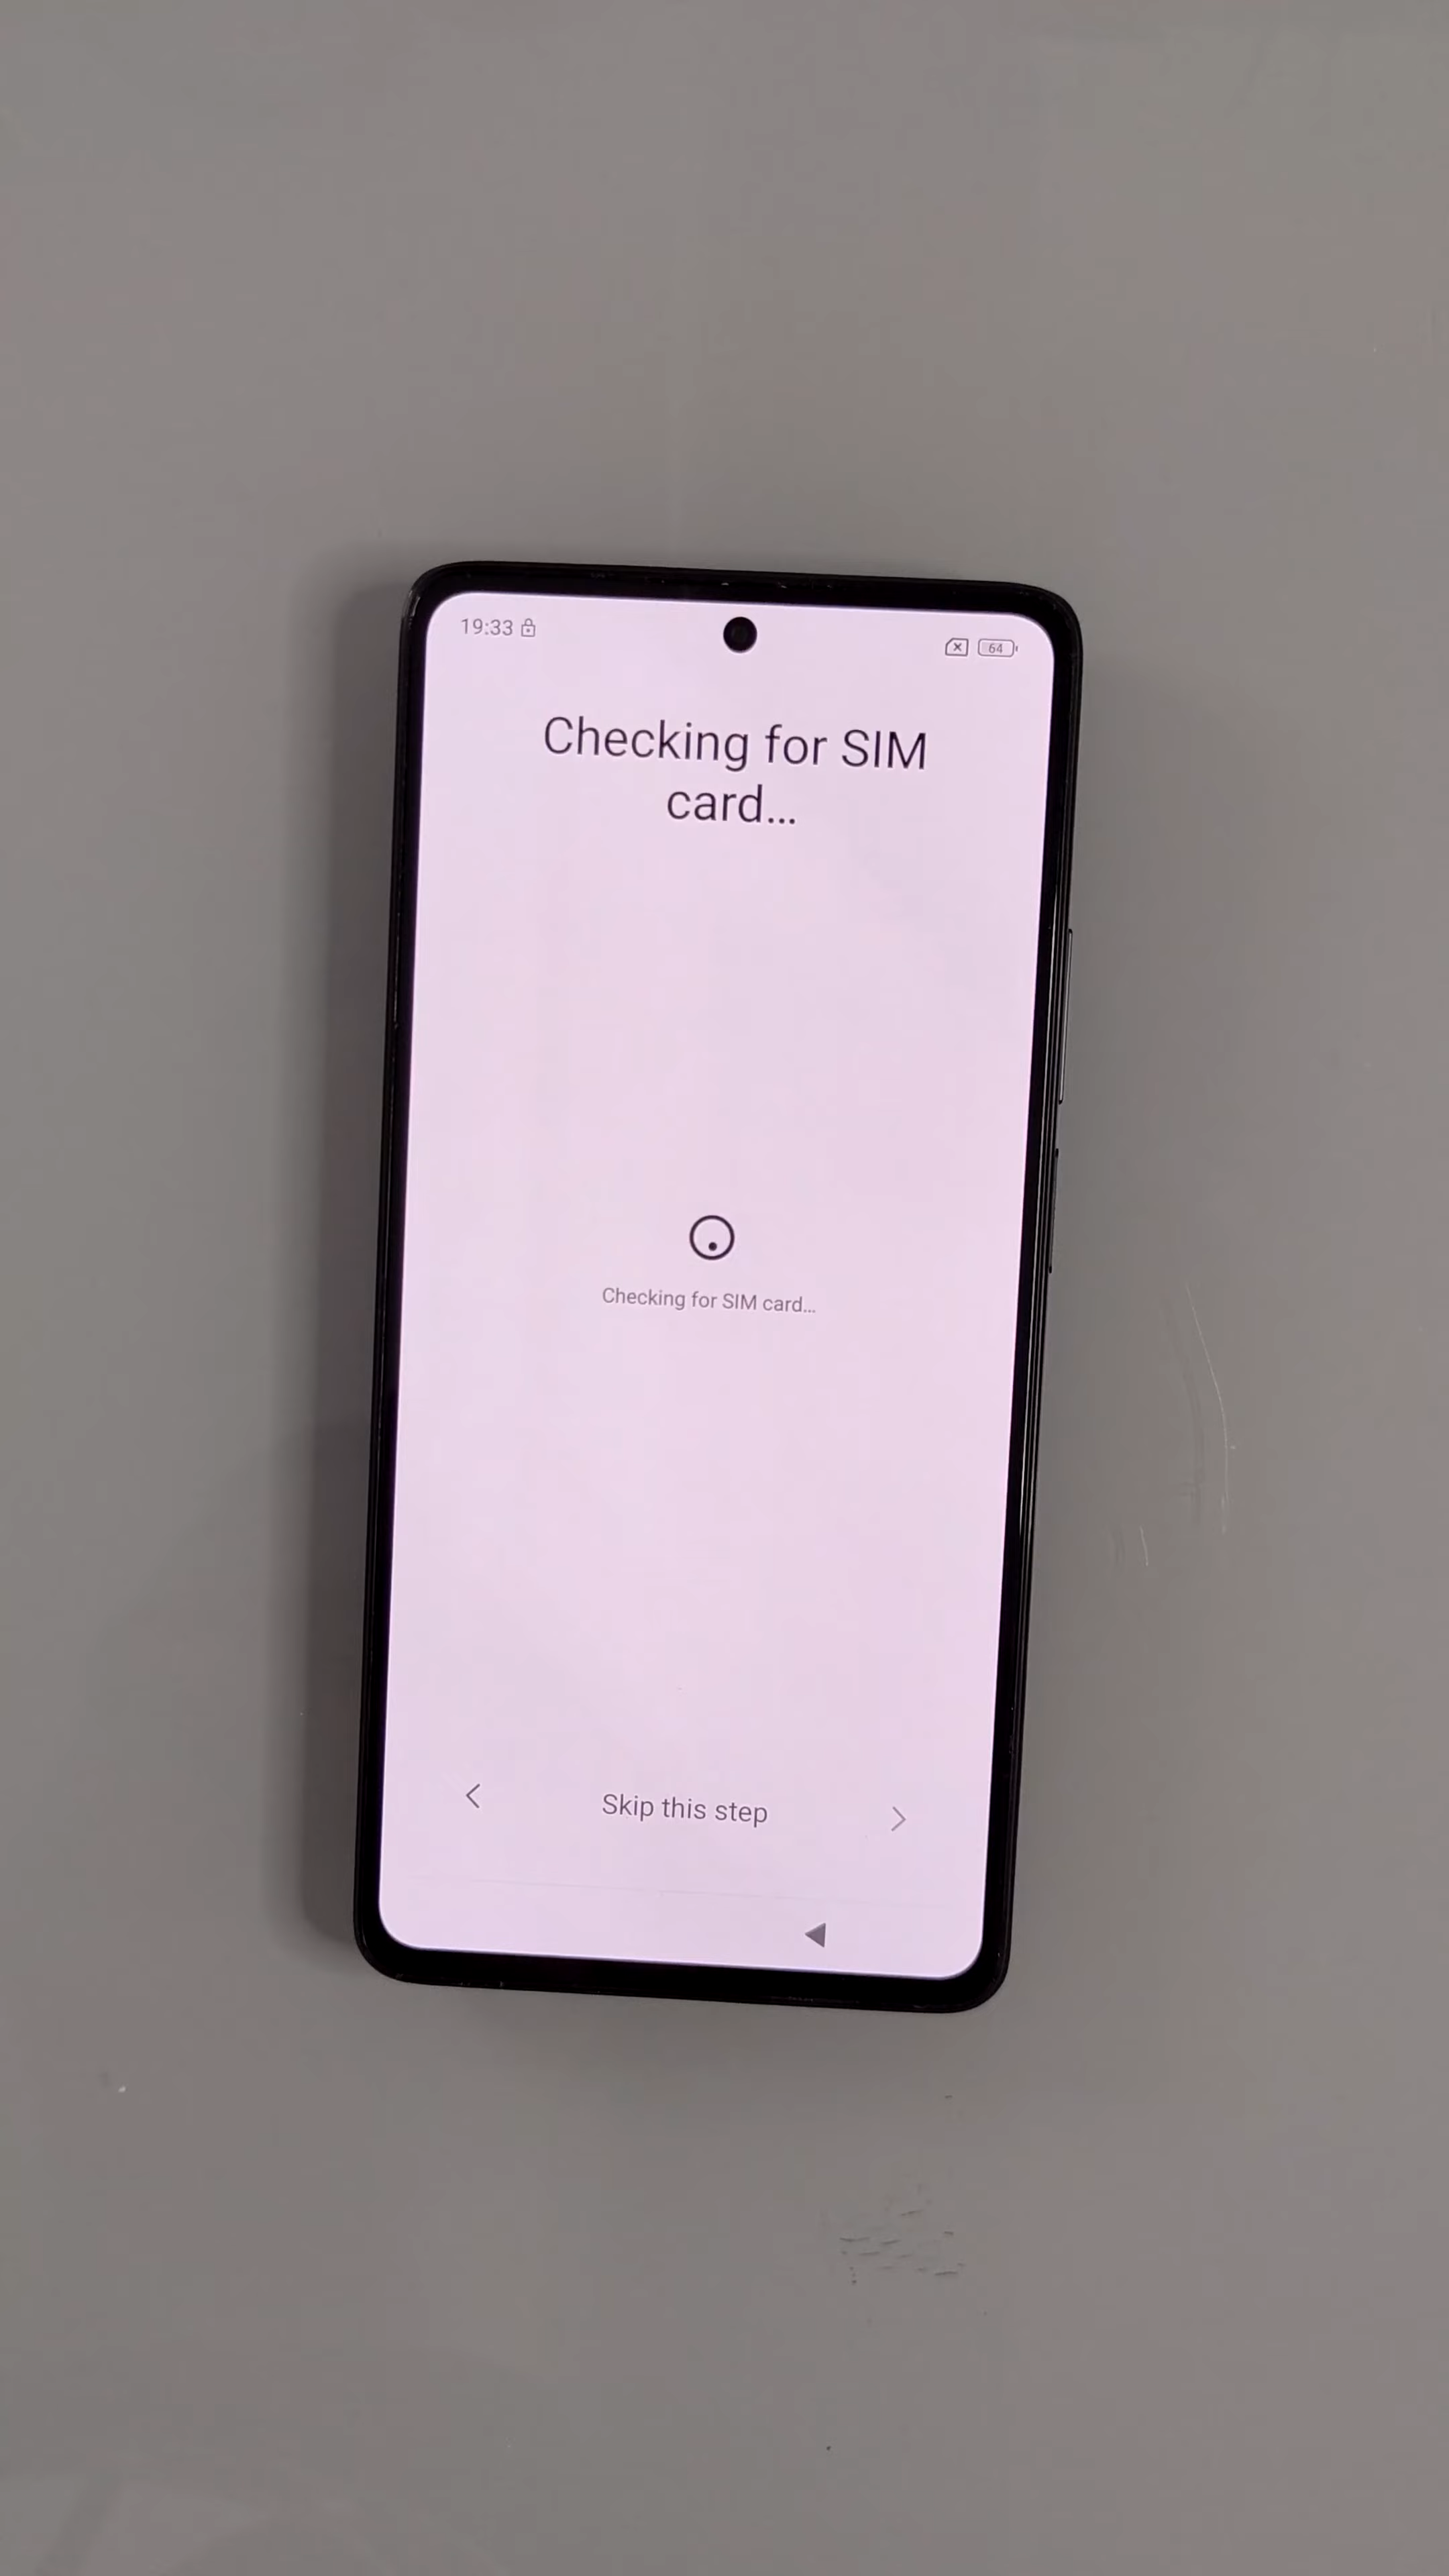 19:33
64
Checking for SIM
card...
Checking for SIM card...
Skip this step